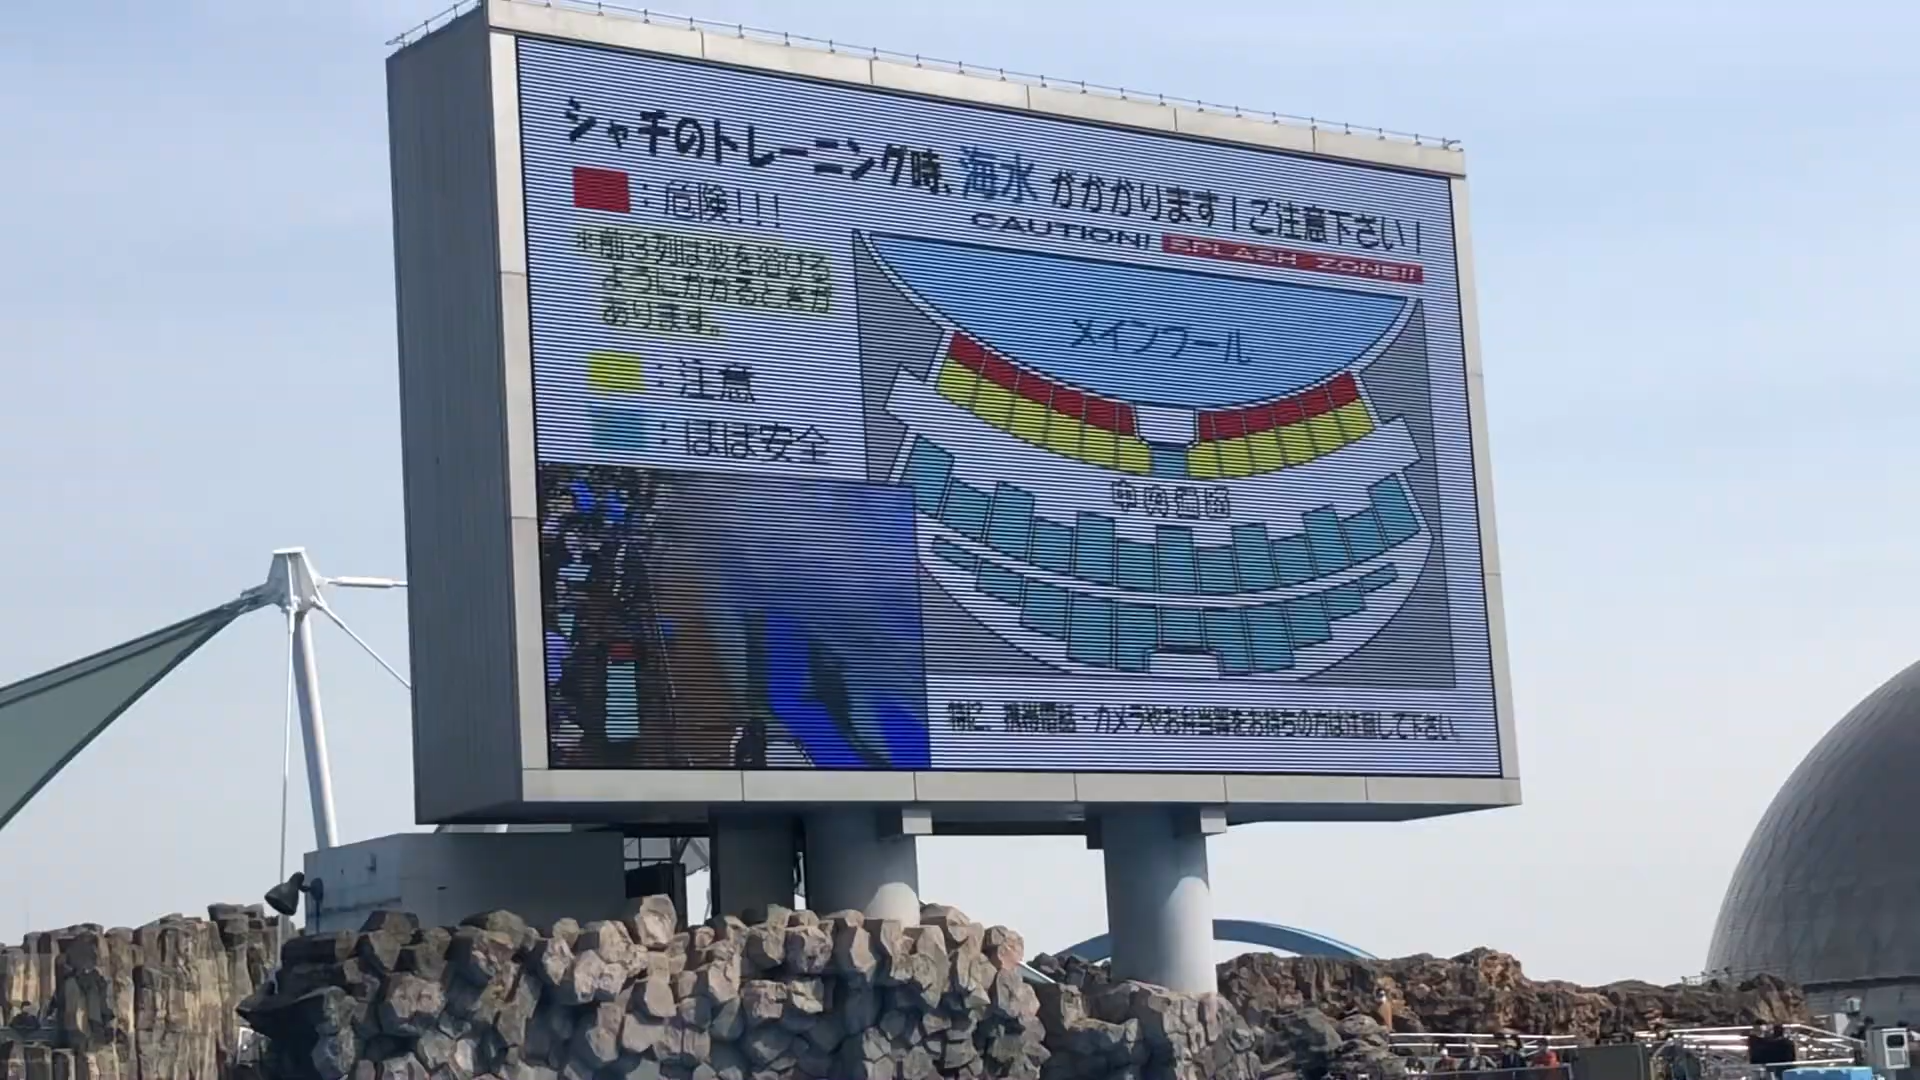 シャチのトレーニング時、海水がかかります！ご注意下さい！
CAUTION! SPLASH ZONE!!
：危険!!!
※前3列は波を浴びる
ようにかかることが
あります。
：注意
：ほぼ安全
メインプール
中央通路
特に、携帯電話・カメラやお弁当等をお持ちの方は注意して下さい。